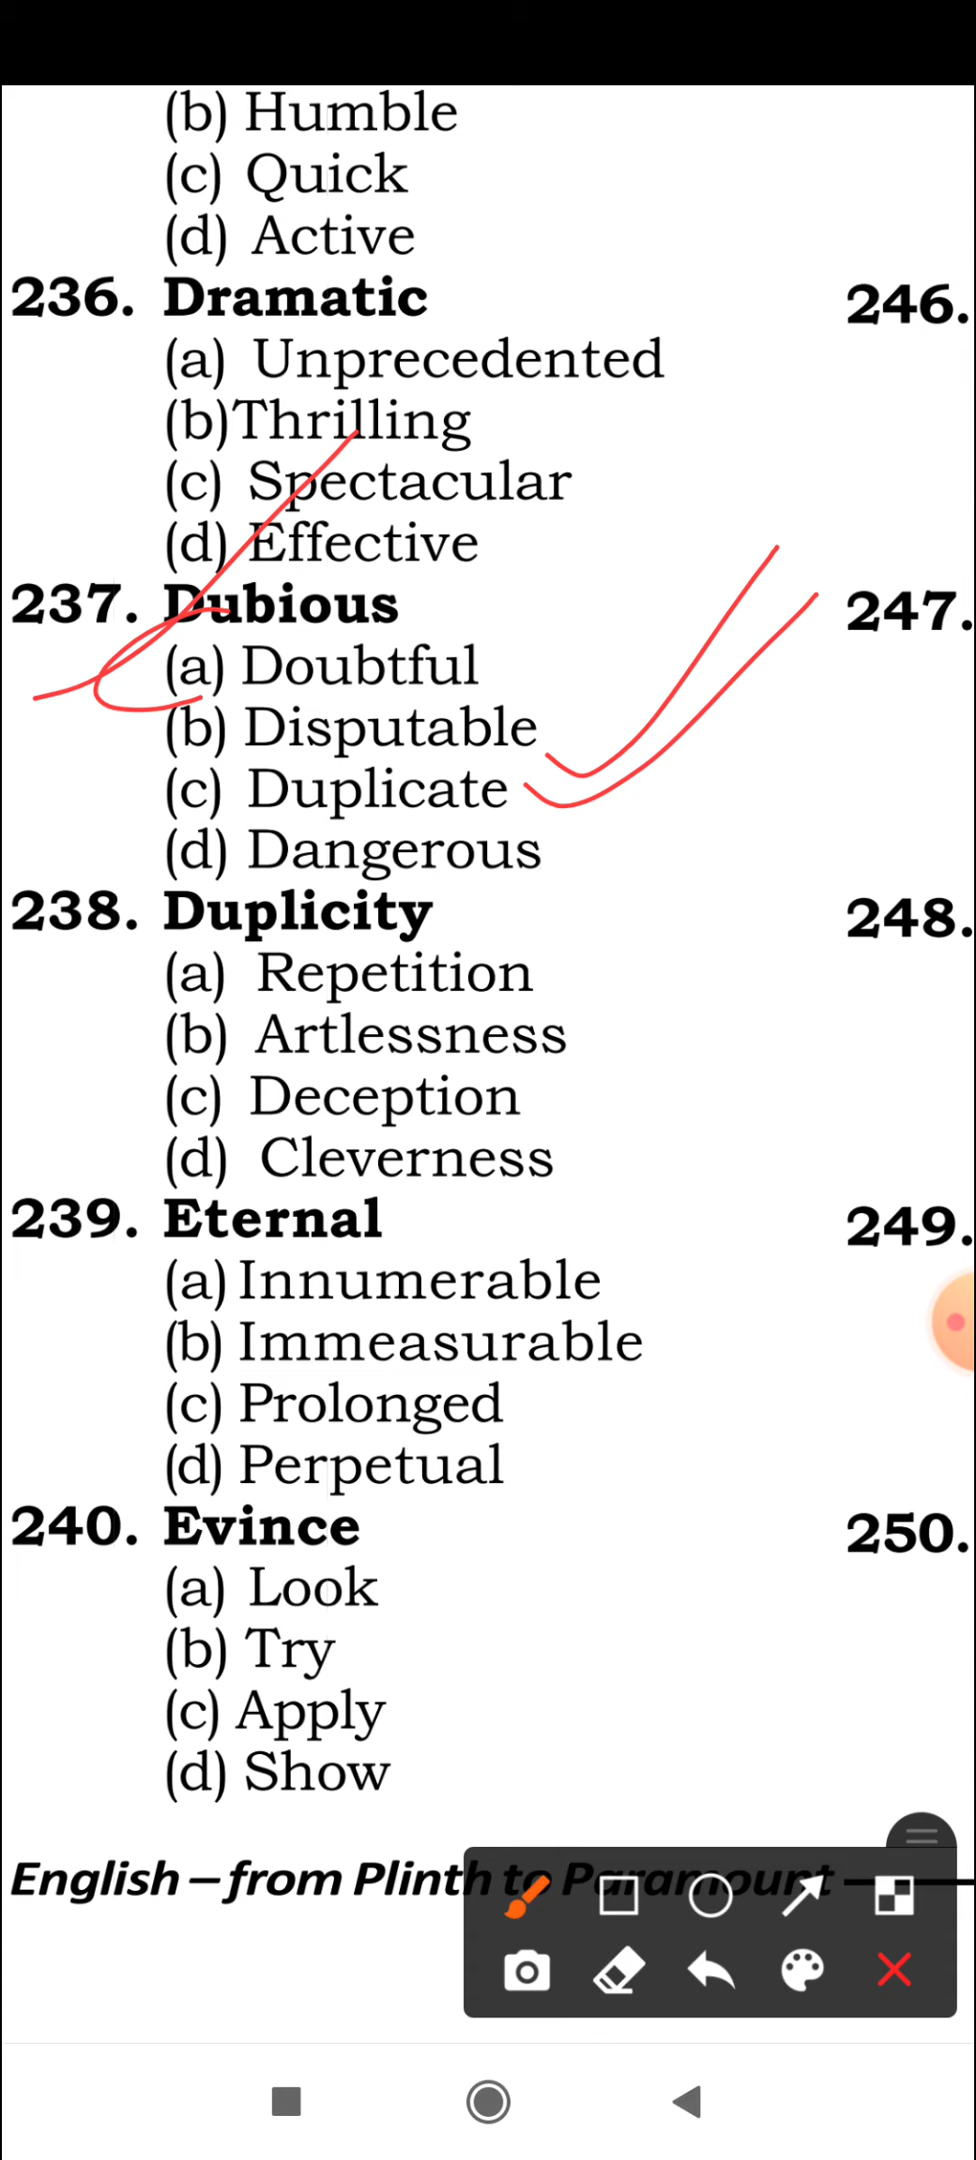 (b) Humble
(c) Quick
(d) Active
236. Dramatic
(a) Unprecedented
(b)Thrilling
(c) Spectacular
(d) Effective
237. Dubious
(a) Doubtful
(b) Disputable
(c) Duplicate
(d) Dangerous
238. Duplicity
(a) Repetition
(b) Artlessness
(c) Deception
(d) Cleverness
239. Eternal
(a) Innumerable
(b) Immeasurable
(c) Prolonged
(d) Perpetual
240. Evince
(a) Look
(b) Try
(c) Apply
(d) Show
246.
247.
248.
249.
250.
English – from Plinth to Paramount